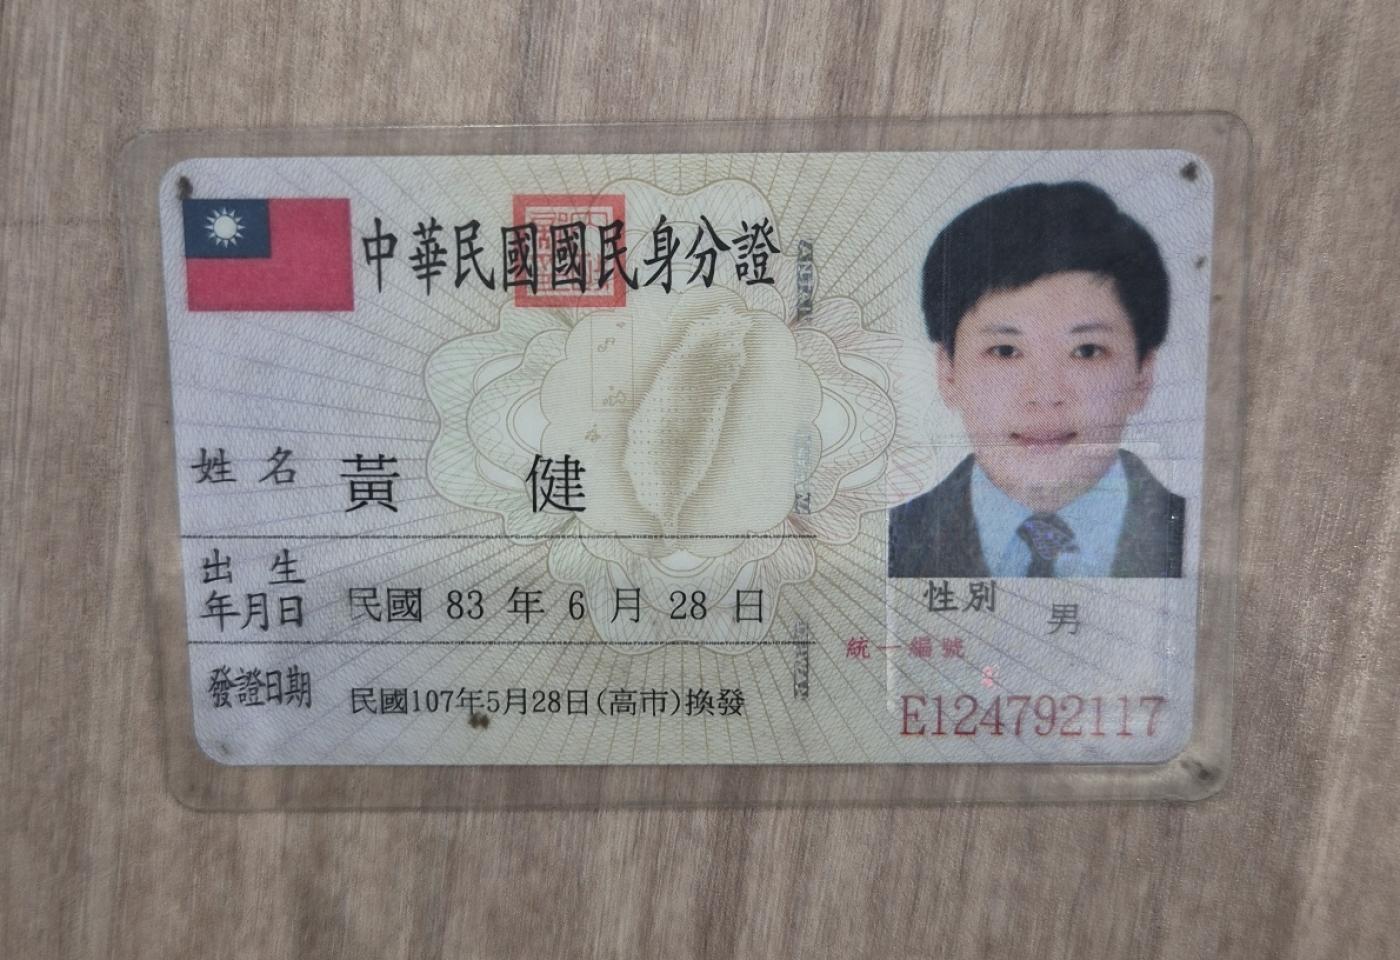 中華民國國民身分證
姓名 黃 健
出生年月日 民國 83 年 6 月 28 日
發證日期 民國107年5月28日(高市)換發
性別 男
統一編號
E124792117